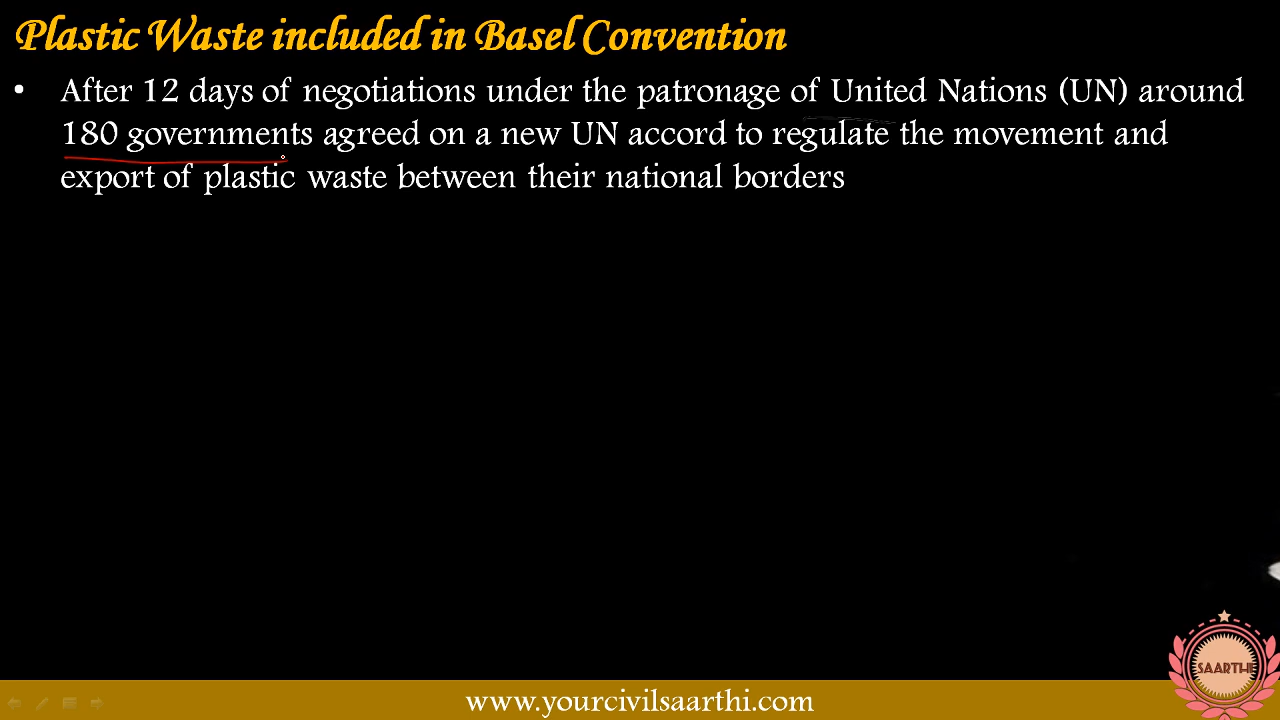 Plastic Waste included in Basel Convention
• After 12 days of negotiations under the patronage of United Nations (UN) around
180 governments agreed on a new UN accord to regulate the movement and
export of plastic waste between their national borders
SAARTHI
www.yourcivilsaarthi.com